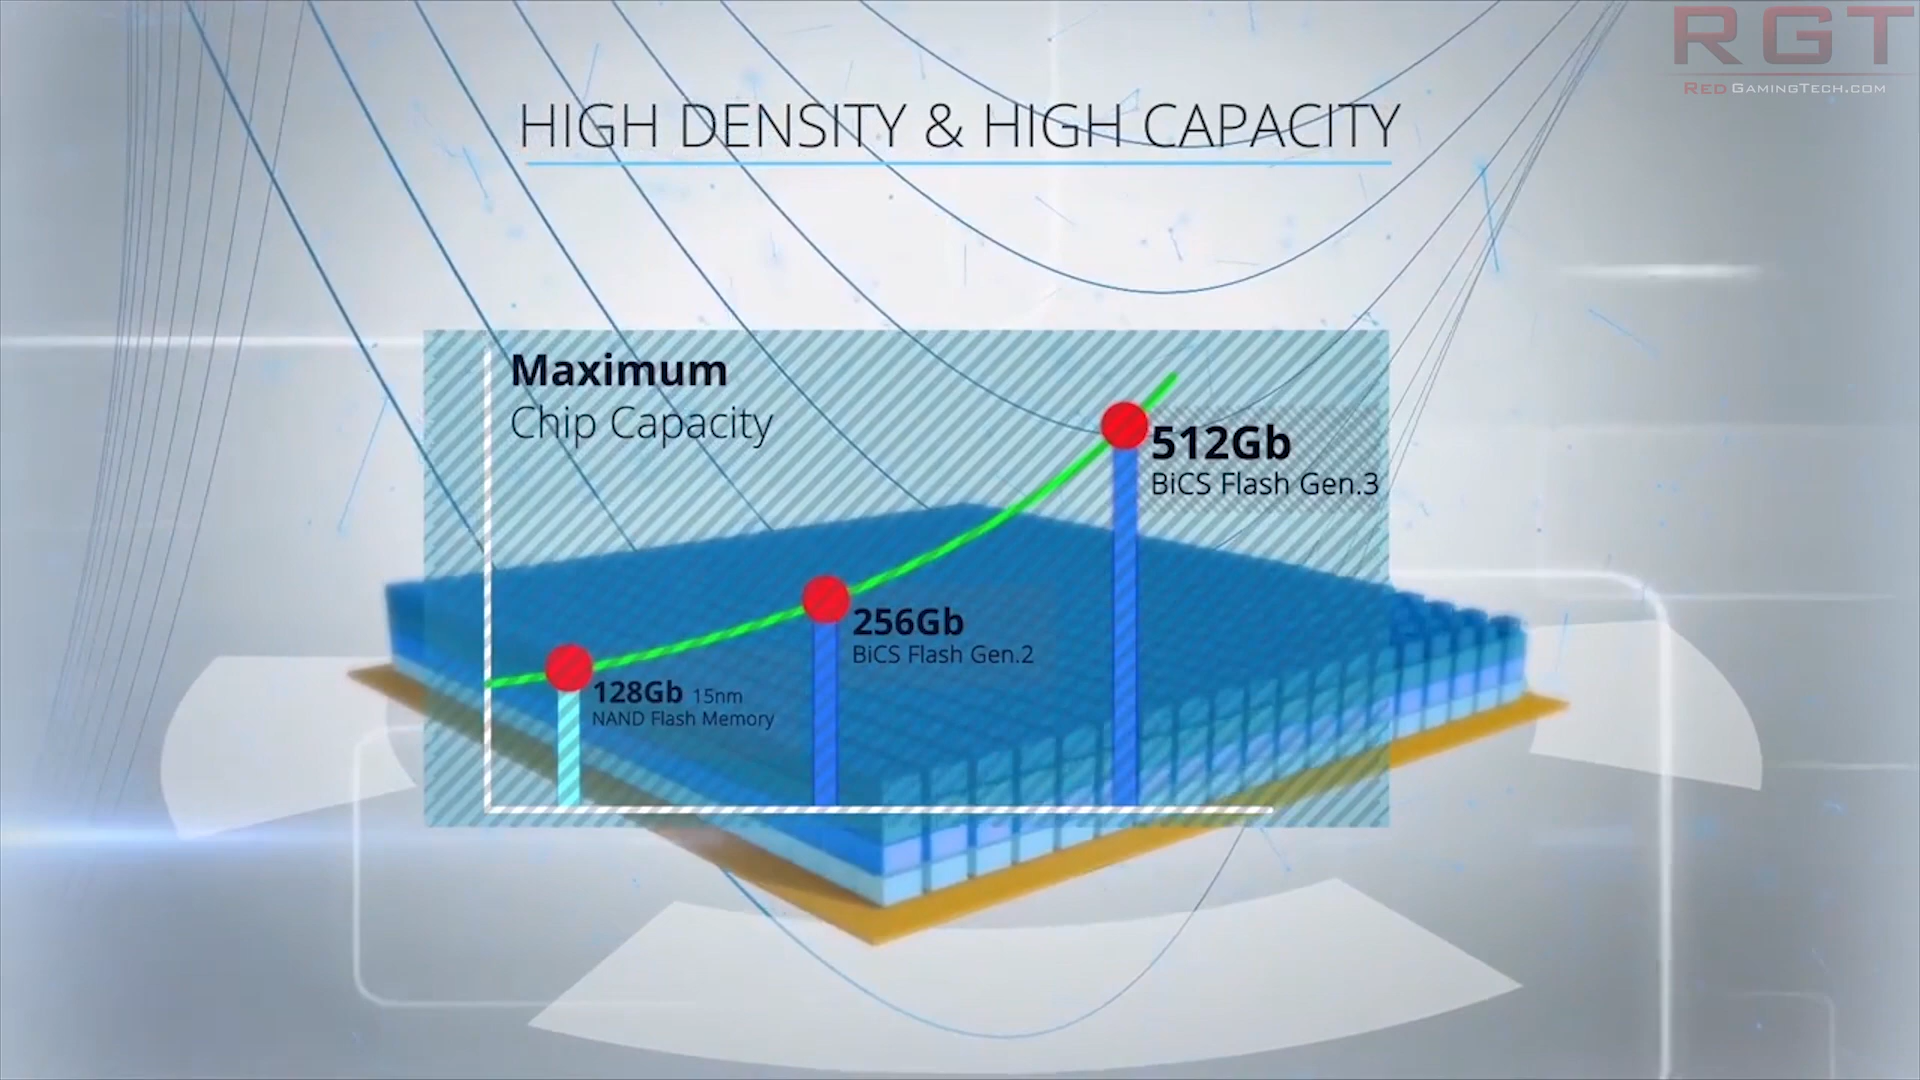 RGT
RedGamingTech.com
HIGH DENSITY & HIGH CAPACITY
Maximum
Chip Capacity
512Gb
BiCS Flash Gen.3
256Gb
BiCS Flash Gen.2
128Gb 15nm
NAND Flash Memory